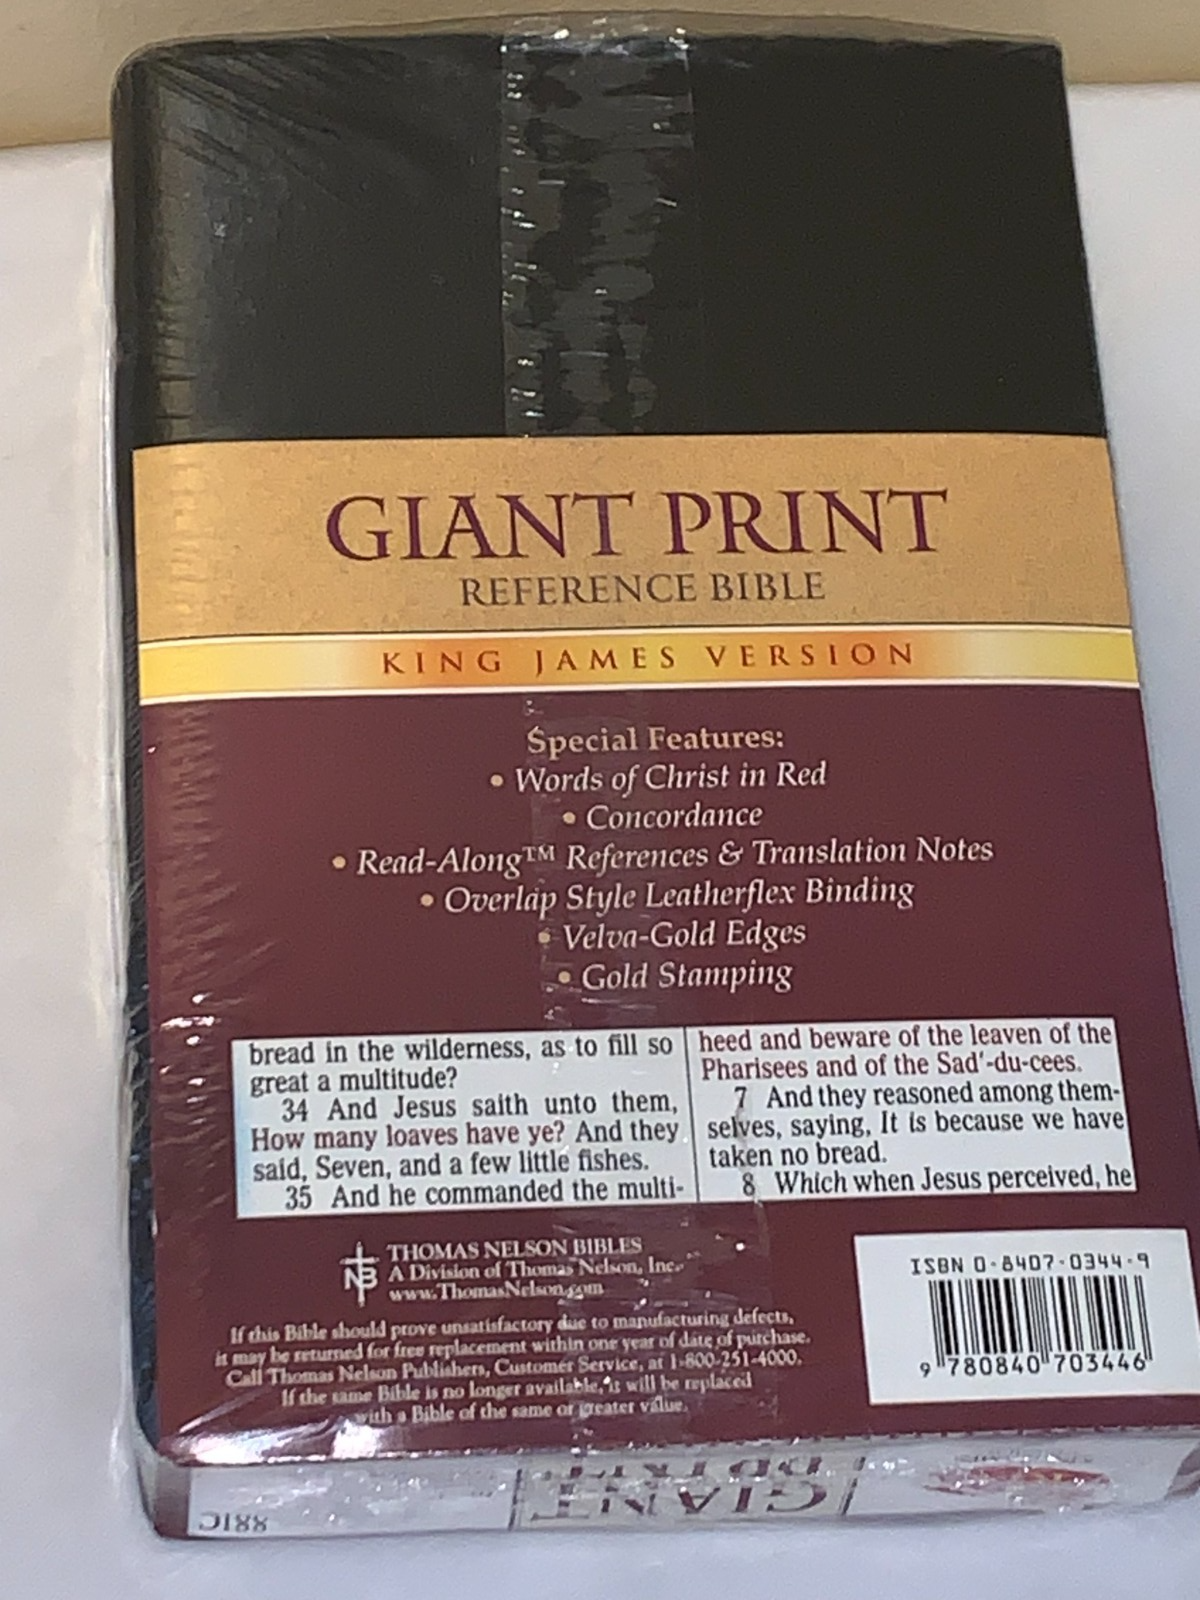 GIANT PRINT
REFERENCE BIBLE
KING JAMES VERSION
Special Features:
• Words of Christ in Red
• Concordance
• Read-Along™ References & Translation Notes
• Overlap Style Leatherflex Binding
• Velva-Gold Edges
• Gold Stamping
bread in the wilderness, as to fill so
great a multitude?
34 And Jesus saith unto them,
How many loaves have ye? And they
said, Seven, and a few little fishes.
35 And he commanded the multi-
heed and beware of the leaven of the
Pharisees and of the Sad'-du-cees.
7 And they reasoned among them-
selves, saying, It is because we have
taken no bread.
8 Which when Jesus perceived, he
NB
THOMAS NELSON BIBLES
A Division of Thomas Nelson, Inc.
www.ThomasNelson.com
If this Bible should prove unsatisfactory due to manufacturing defects,
it may be returned for free replacement within one year of date of purchase.
Call Thomas Nelson Publishers, Customer Service, at 1-800-251-4000.
If the same Bible is no longer available, it will be replaced
with a Bible of the same or greater value.
ISBN 0-8407-0344-9
9 780840 703446
GIANT
PRINT
881C